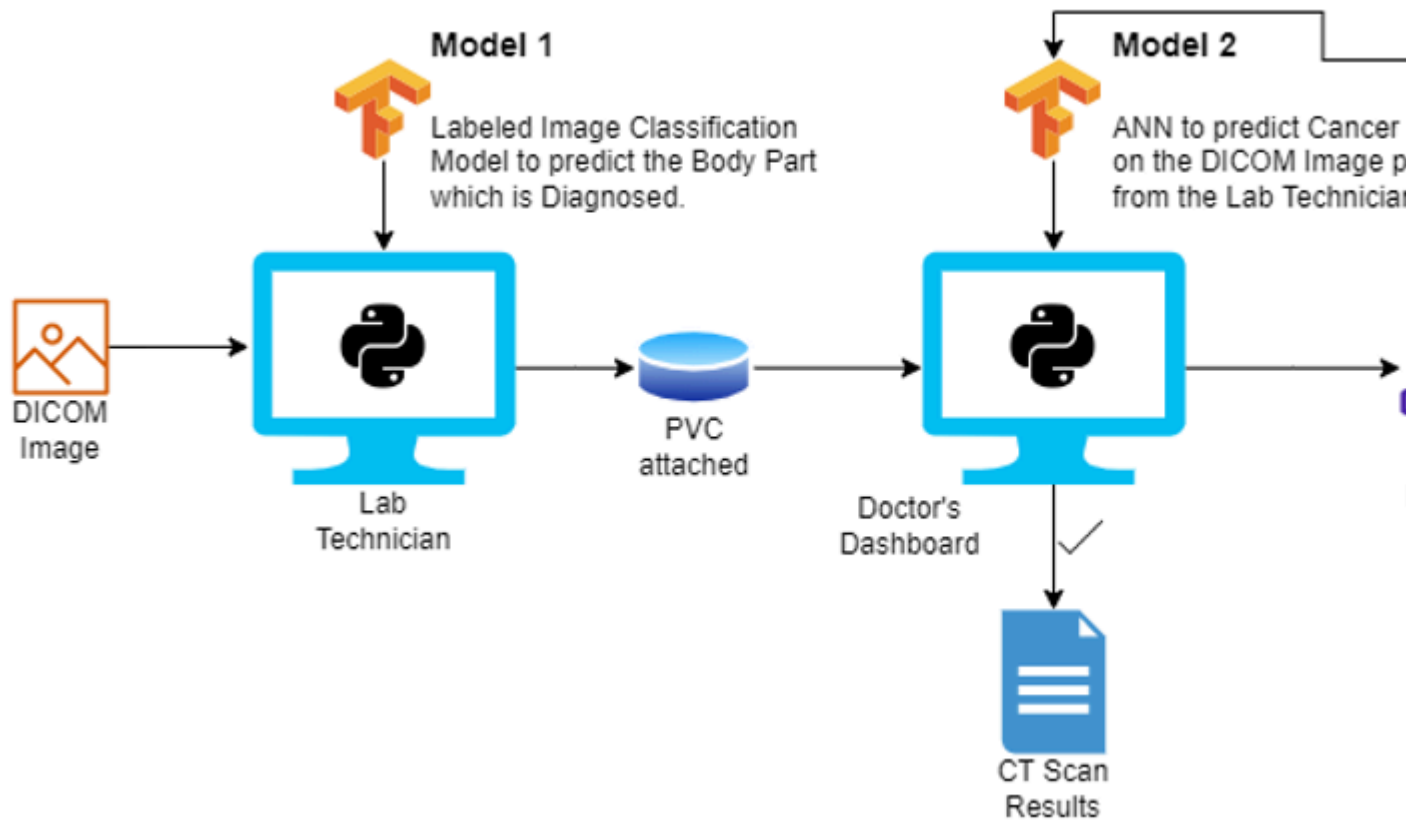 Model 1
Labeled Image Classification
Model to predict the Body Part
which is Diagnosed.
Model 2
ANN to predict Cancer
on the DICOM Image
from the Lab
DICOM
Image
Lab
Technician
PVC
attached
Doctor's
Dashboard
CT Scan
Results